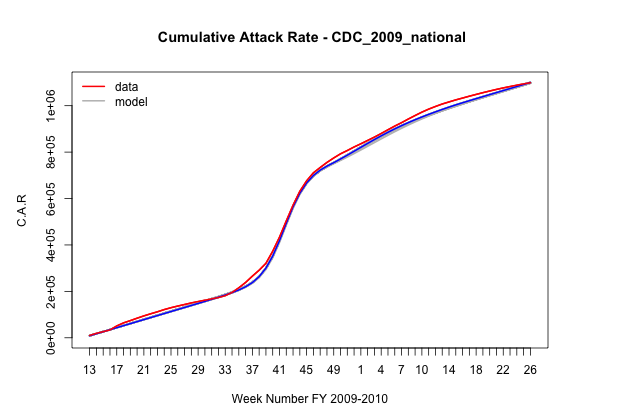 Cumulative Attack Rate - CDC_2009_national
data
model
C.A.R
1e+06
8e+05
6e+05
4e+05
2e+05
0e+00
13 17 21 25 29 33 37 41 45 49 1 4 7 10 14 18 22 26
Week Number FY 2009-2010